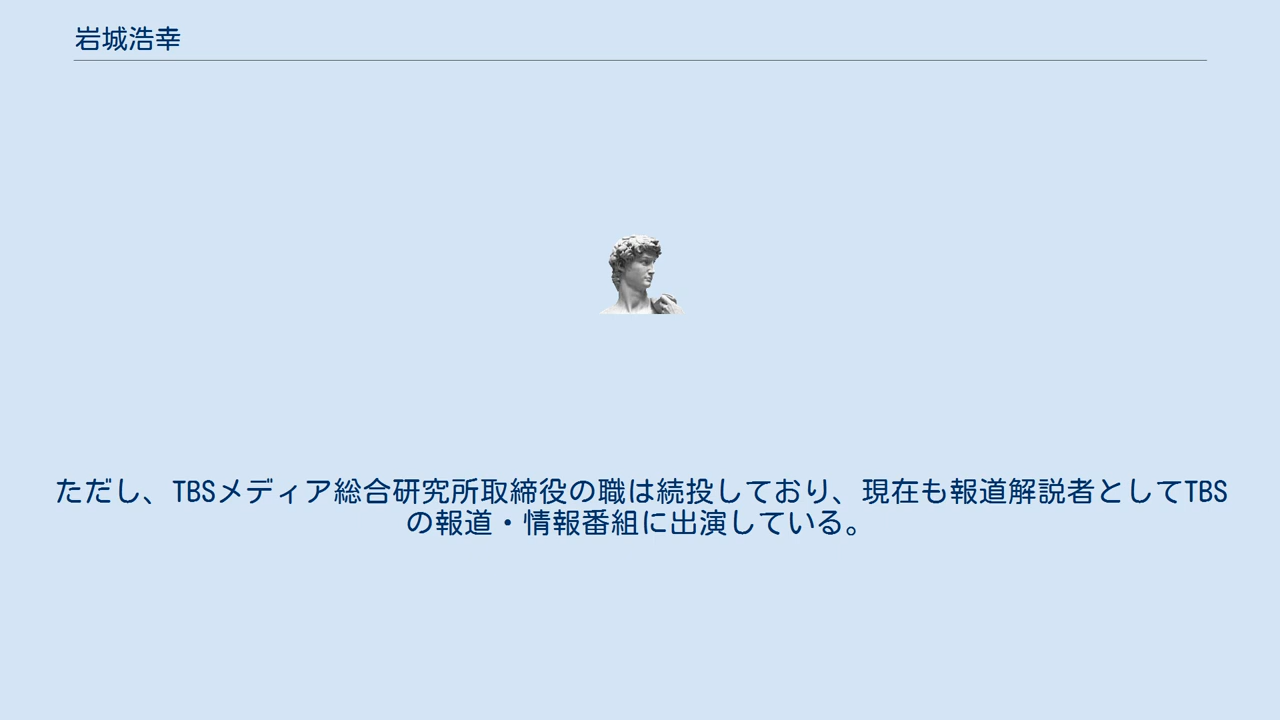 岩城浩幸
ただし、TBSメディア総合研究所取締役の職は続投しており、現在も報道解説者としてTBS
の報道・情報番組に出演している。